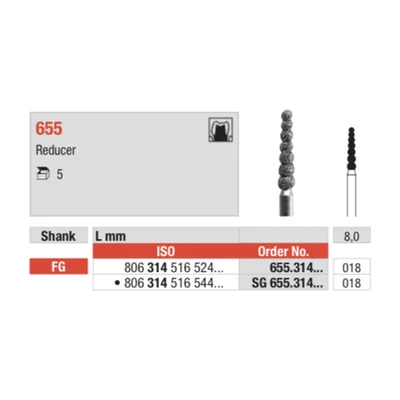 655
Reducer
5
Shank L mm 8,0
ISO Order No.
FG 806 314 516 524... 655.314... 018
• 806 314 516 544... SG 655.314... 018